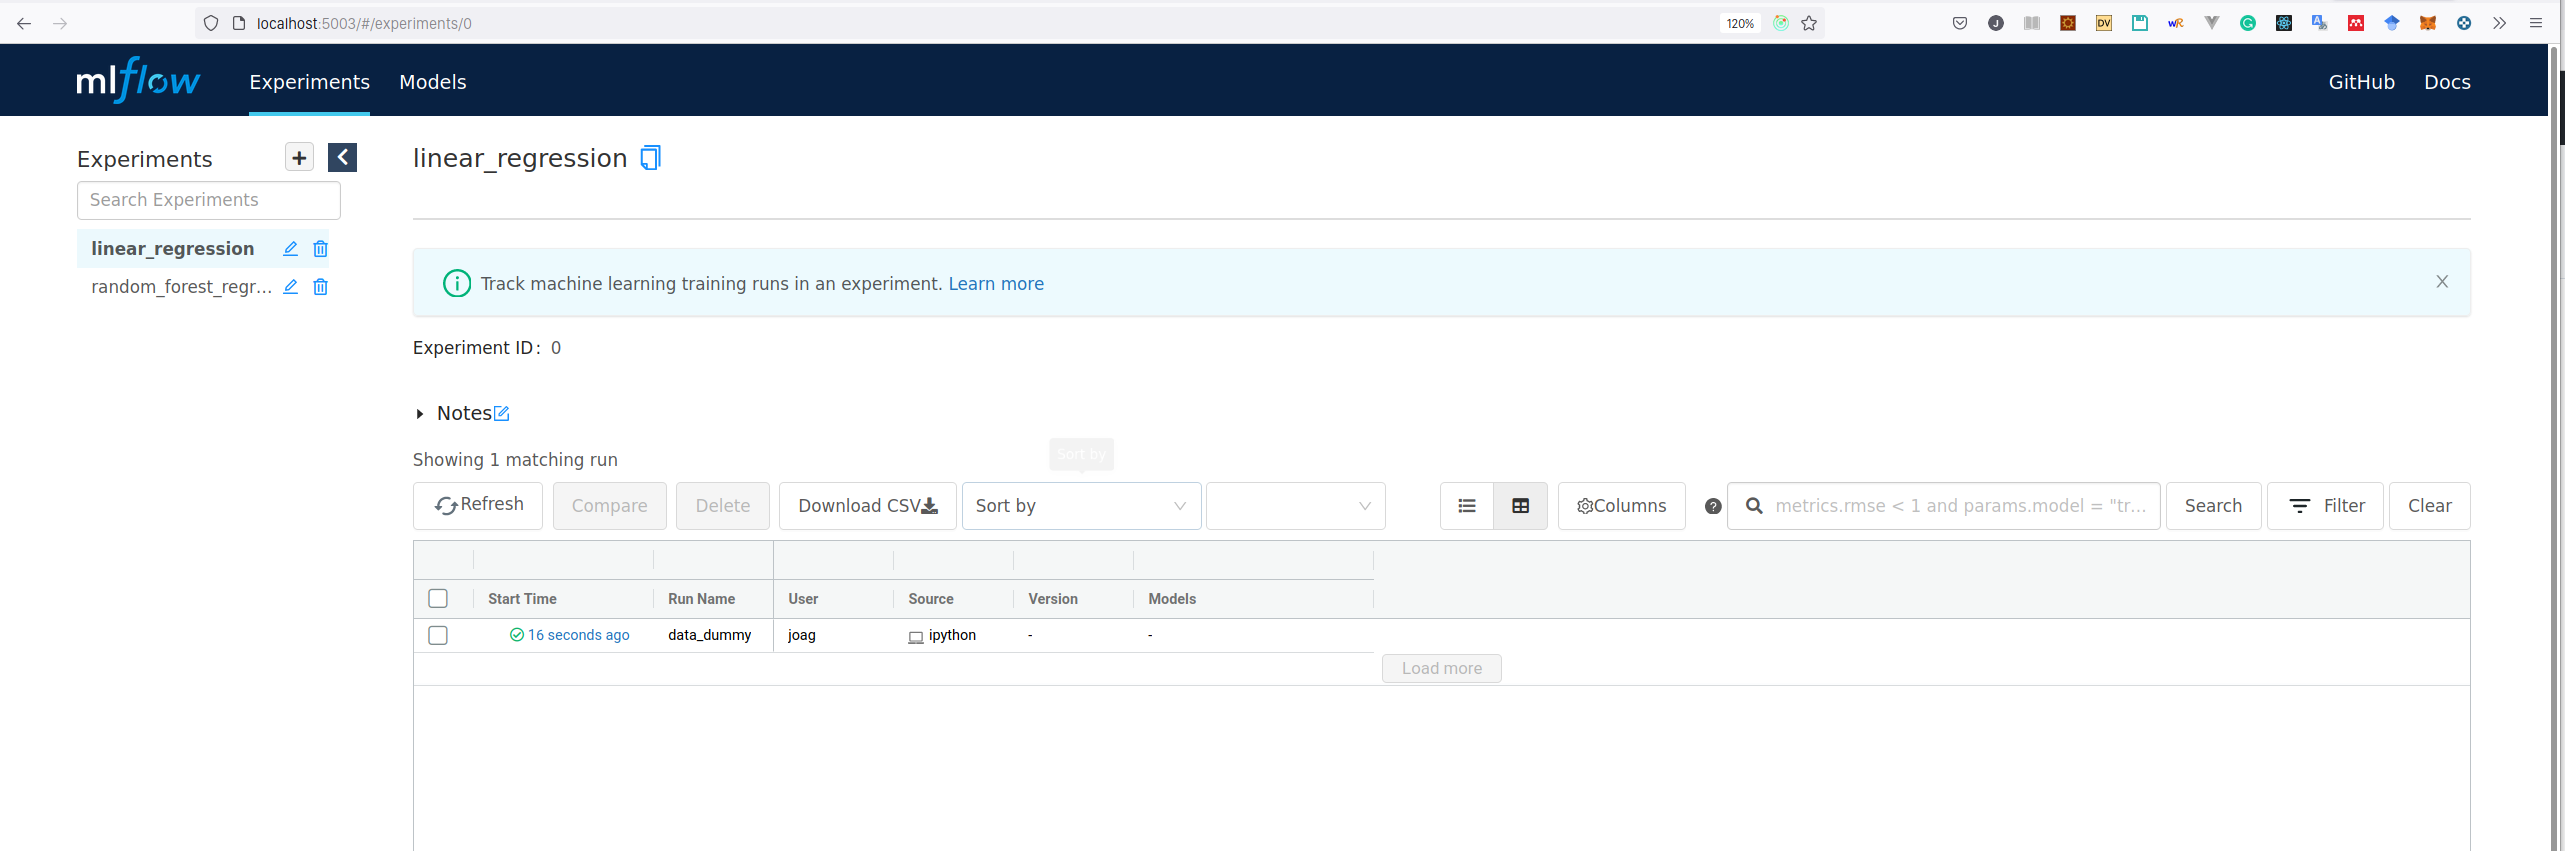 localhost:5003/#/experiments/0
120%
J
DV
wR
mlflow
Experiments
Models
GitHub
Docs
Experiments
+
linear_regression
Search Experiments
linear_regression
random_forest_regr...
Track machine learning training runs in an experiment. Learn more
Experiment ID: 0
Notes
Sort by
Showing 1 matching run
Refresh
Compare
Delete
Download CSV
Sort by
Columns
?
metrics.rmse < 1 and params.model = "tr...
Search
Filter
Clear
Start Time
Run Name
User
Source
Version
Models
16 seconds ago
data_dummy
joag
ipython
-
-
Load more